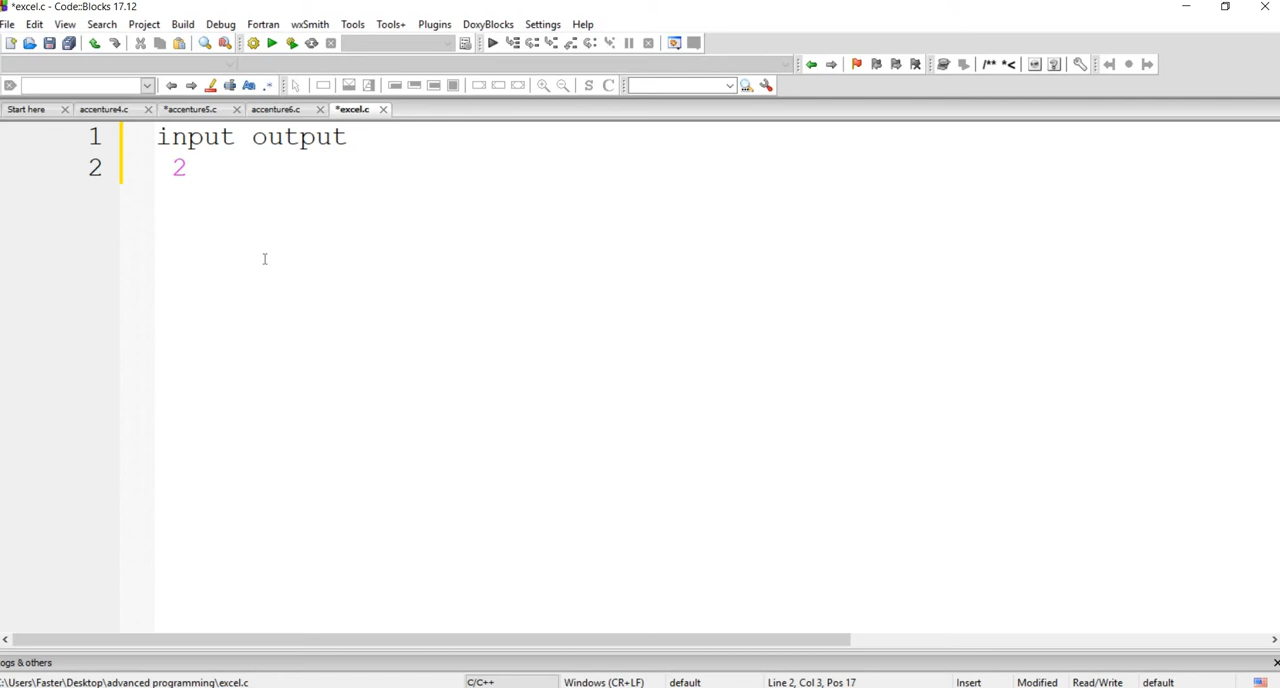 *excel.c - Code::Blocks 17.12
File Edit View Search Project Build Debug Fortran wxSmith Tools Tools+ Plugins DoxyBlocks Settings Help
/** *<
S C
Start here accenture4.c *accenture5.c accenture6.c *excel.c
1 input output
2 2
ogs & others
:\Users\Faster\Desktop\advanced programming\excel.c C/C++ Windows (CR+LF) default Line 2, Col 3, Pos 17 Insert Modified Read/Write default